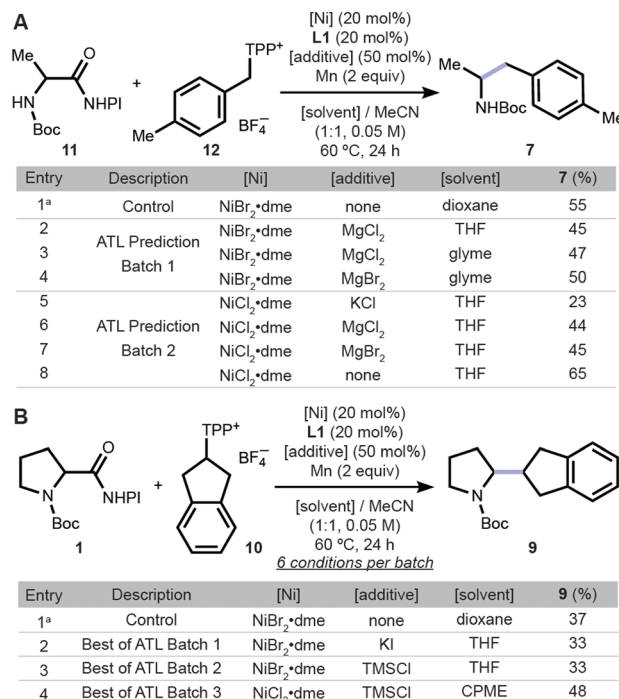 A
[Ni] (20 mol%)
L1 (20 mol%)
[additive] (50 mol%)
Mn (2 equiv)
[solvent] / MeCN
(1:1, 0.05 M)
60 ºC, 24 h
Me
O
HN
NHPI
Boc
11
+
TPP⁺
Me
BF₄⁻
12
Me
NHBoc
Me
7
Entry Description [Ni] [additive] [solvent] 7 (%)
1ᵃ Control NiBr₂•dme none dioxane 55
2 NiBr₂•dme MgCl₂ THF 45
ATL Prediction
3 NiBr₂•dme MgCl₂ glyme 47
Batch 1
4 NiBr₂•dme MgBr₂ glyme 50
5 NiCl₂•dme KCl THF 23
6 ATL Prediction NiCl₂•dme MgCl₂ THF 44
7 Batch 2 NiCl₂•dme MgBr₂ THF 45
8 NiCl₂•dme none THF 65
B
[Ni] (20 mol%)
L1 (20 mol%)
[additive] (50 mol%)
Mn (2 equiv)
[solvent] / MeCN
(1:1, 0.05 M)
60 ºC, 24 h
6 conditions per batch
O
N
NHPI
Boc
1
+
TPP⁺
BF₄⁻
10
N
Boc
9
Entry Description [Ni] [additive] [solvent] 9 (%)
1ᵃ Control NiBr₂•dme none dioxane 37
2 Best of ATL Batch 1 NiBr₂•dme KI THF 33
3 Best of ATL Batch 2 NiBr₂•dme TMSCl THF 33
4 Best of ATL Batch 3 NiCl₂•dme TMSCl CPME 48